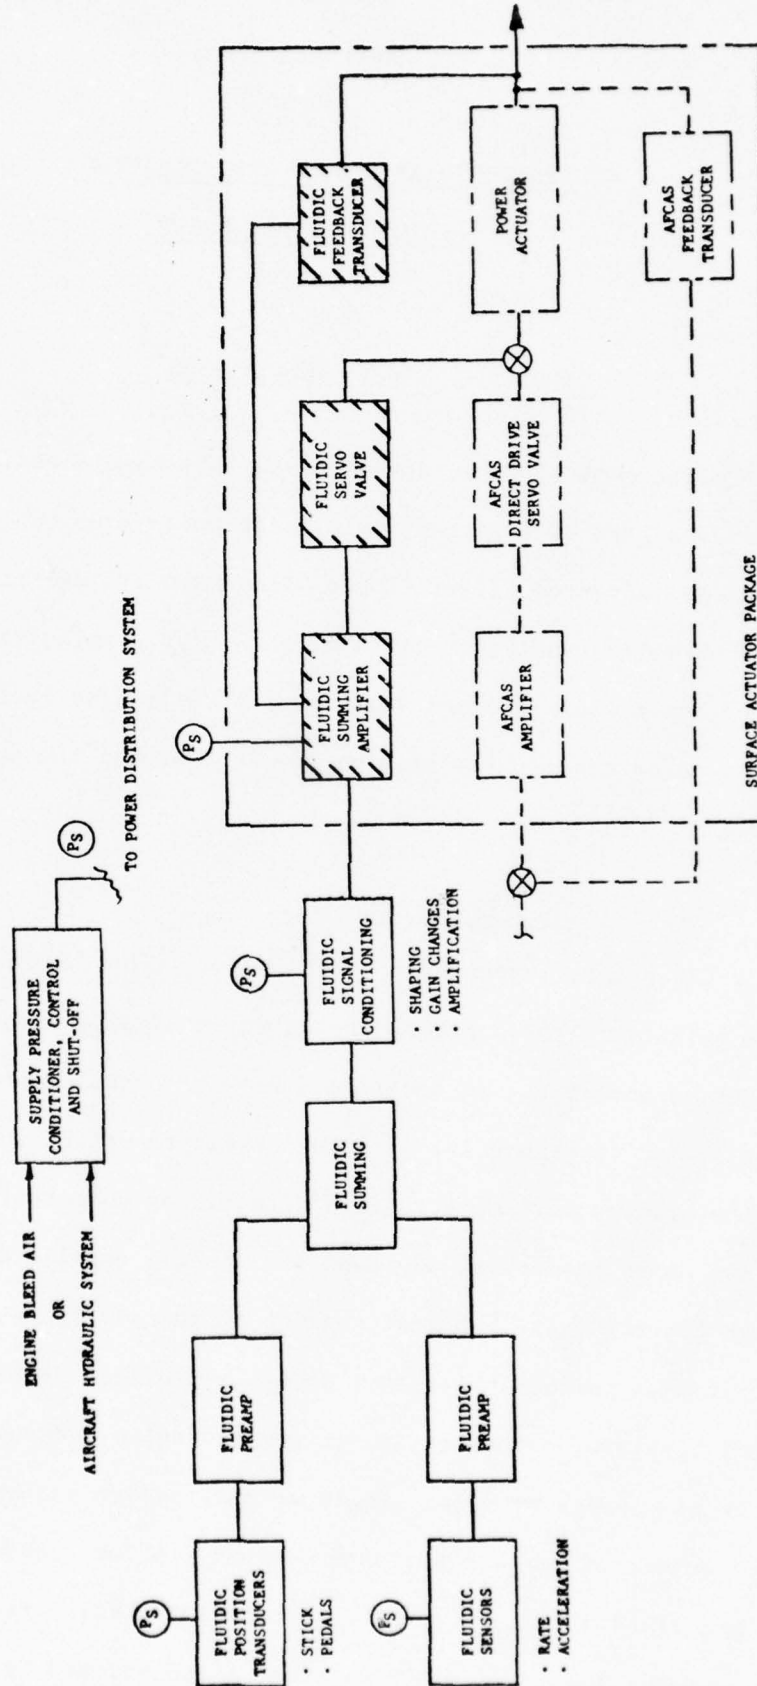 ENGINE BLEED AIR
OR
AIRCRAFT HYDRAULIC SYSTEM
SUPPLY PRESSURE
CONDITIONER, CONTROL
AND SHUT-OFF
PS
TO POWER DISTRIBUTION SYSTEM
PS
FLUIDIC
POSITION
TRANSDUCERS
· STICK
· PEDALS
FLUIDIC
PREAMP
PS
FLUIDIC
SENSORS
· RATE
· ACCELERATION
FLUIDIC
PREAMP
FLUIDIC
SUMMING
PS
FLUIDIC
SIGNAL
CONDITIONING
· SHAPING
· GAIN CHANGES
· AMPLIFICATION
PS
FLUIDIC
SUMMING
AMPLIFIER
FLUIDIC
SERVO
VALVE
FLUIDIC
FEEDBACK
TRANSDUCER
AFCAS
AMPLIFIER
AFCAS
DIRECT DRIVE
SERVO VALVE
POWER
ACTUATOR
AFCAS
FEEDBACK
TRANSDUCER
SURFACE ACTUATOR PACKAGE